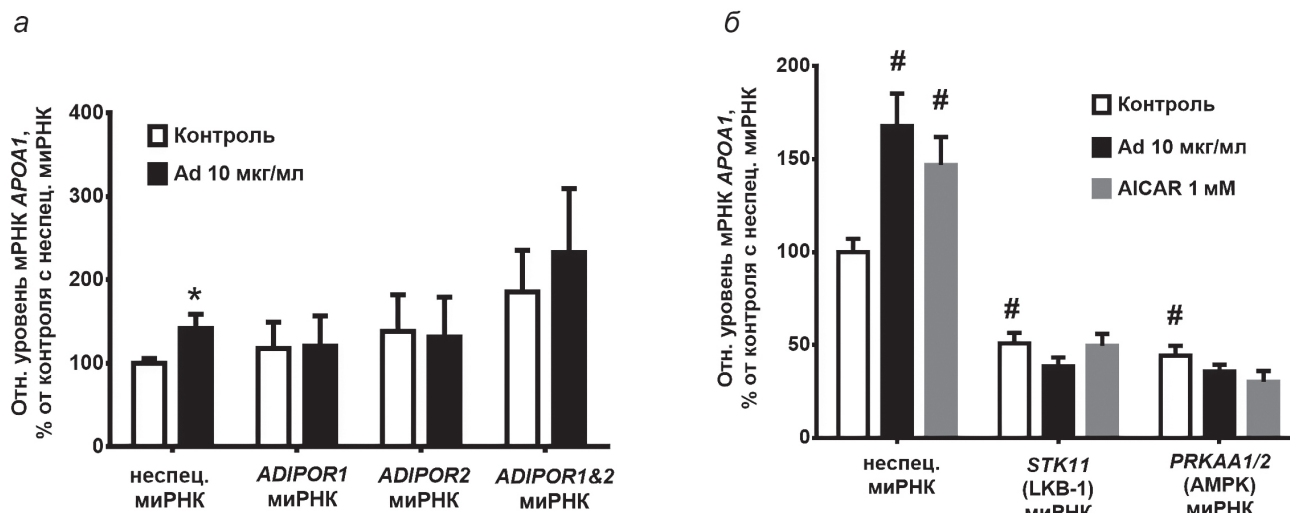 а
Отн. уровень мРНК APOA1,
% от контроля с неспец. миРНК
400
300
200
100
0
Контроль
Ad 10 мкг/мл
*
неспец.
миРНК
ADIPOR1
миРНК
ADIPOR2
миРНК
ADIPOR1&2
миРНК
б
Отн. уровень мРНК APOA1,
% от контроля с неспец. миРНК
200
150
100
50
0
Контроль
Ad 10 мкг/мл
AICAR 1 мМ
#
#
#
#
неспец.
миРНК
STK11
(LKB-1)
миРНК
PRKAA1/2
(AMPK)
миРНК